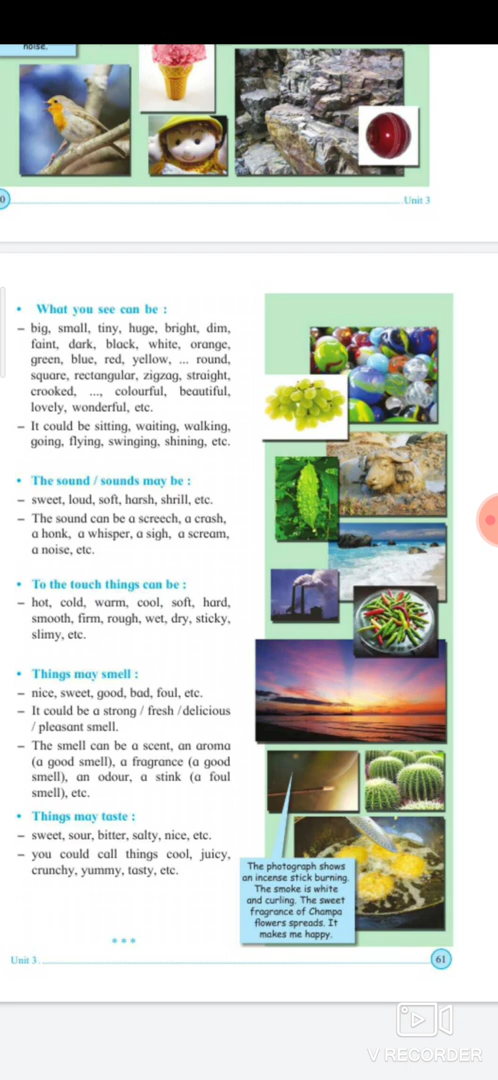 noise.
0
Unit 3
• What you see can be :
– big, small, tiny, huge, bright, dim,
faint, dark, black, white, orange,
green, blue, red, yellow, ... round,
square, rectangular, zigzag, straight,
crooked, ..., colourful, beautiful,
lovely, wonderful, etc.
– It could be sitting, waiting, walking,
going, flying, swinging, shining, etc.
• The sound / sounds may be :
– sweet, loud, soft, harsh, shrill, etc.
– The sound can be a screech, a crash,
a honk, a whisper, a sigh, a scream,
a noise, etc.
• To the touch things can be :
– hot, cold, warm, cool, soft, hard,
smooth, firm, rough, wet, dry, sticky,
slimy, etc.
• Things may smell :
– nice, sweet, good, bad, foul, etc.
– It could be a strong / fresh /delicious
/ pleasant smell.
– The smell can be a scent, an aroma
(a good smell), a fragrance (a good
smell), an odour, a stink (a foul
smell), etc.
• Things may taste :
– sweet, sour, bitter, salty, nice, etc.
– you could call things cool, juicy,
crunchy, yummy, tasty, etc.
The photograph shows
an incense stick burning.
The smoke is white
and curling. The sweet
fragrance of Champa
flowers spreads. It
makes me happy.
Unit 3
61
V RECORDER